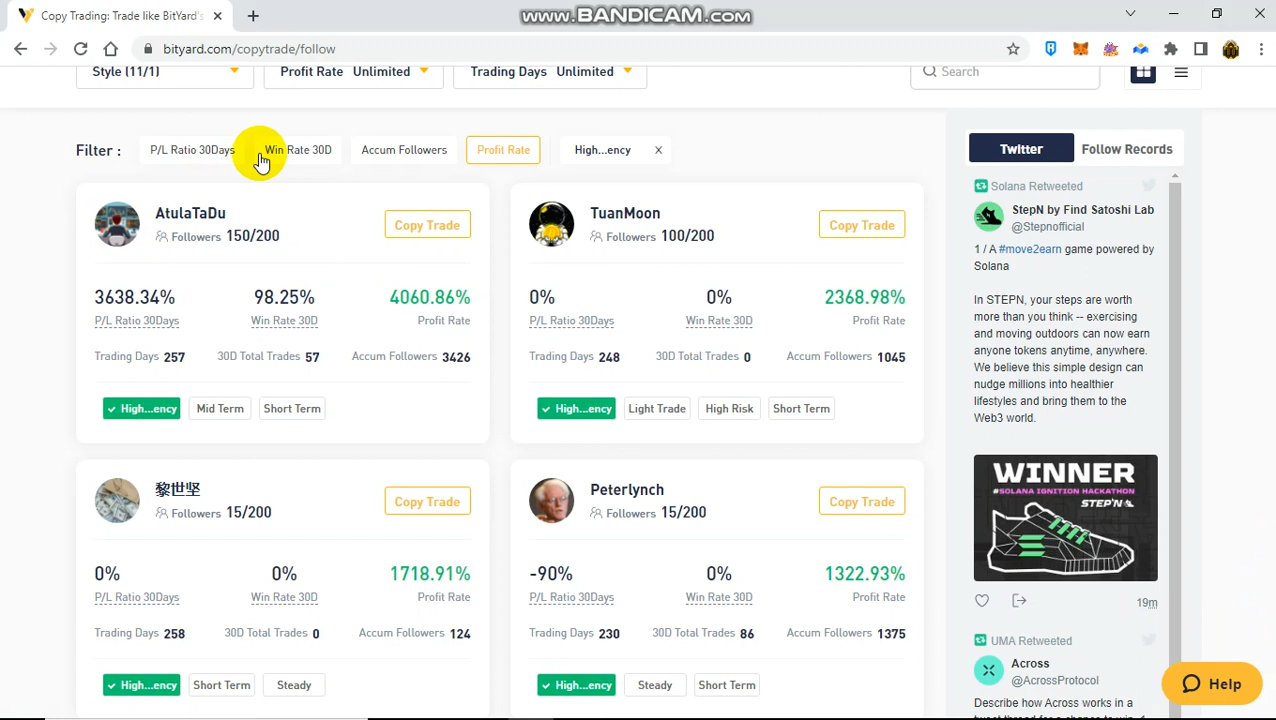 www.BANDICAM.com
Copy Trading: Trade like BitYard's
bityard.com/copytrade/follow
Style (11/1)
Profit Rate Unlimited
Trading Days Unlimited
Search
Filter :
P/L Ratio 30Days
Win Rate 30D
Accum Followers
Profit Rate
High...ency
AtulaTaDu
Followers 150/200
Copy Trade
3638.34%
98.25%
4060.86%
P/L Ratio 30Days
Win Rate 30D
Profit Rate
Trading Days 257
30D Total Trades 57
Accum Followers 3426
High...ency
Mid Term
Short Term
TuanMoon
Followers 100/200
Copy Trade
0%
0%
2368.98%
P/L Ratio 30Days
Win Rate 30D
Profit Rate
Trading Days 248
30D Total Trades 0
Accum Followers 1045
High...ency
Light Trade
High Risk
Short Term
黎世坚
Followers 15/200
Copy Trade
0%
0%
1718.91%
P/L Ratio 30Days
Win Rate 30D
Profit Rate
Trading Days 258
30D Total Trades 0
Accum Followers 124
High...ency
Short Term
Steady
Peterlynch
Followers 15/200
Copy Trade
-90%
0%
1322.93%
P/L Ratio 30Days
Win Rate 30D
Profit Rate
Trading Days 230
30D Total Trades 86
Accum Followers 1375
High...ency
Steady
Short Term
Twitter
Follow Records
Solana Retweeted
StepN by Find Satoshi Lab
@Stepnofficial
1 / A #move2earn game powered by
Solana
In STEPN, your steps are worth
more than you think -- exercising
and moving outdoors can now earn
anyone tokens anytime, anywhere.
We believe this simple design can
nudge millions into healthier
lifestyles and bring them to the
Web3 world.
WINNER
#SOLANA IGNITION HACKATHON
STEP'N
19m
UMA Retweeted
Across
@AcrossProtocol
Describe how Across works in a
Help